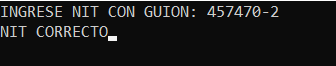 INGRESE NIT CON GUION: 457470-2
NIT CORRECTO